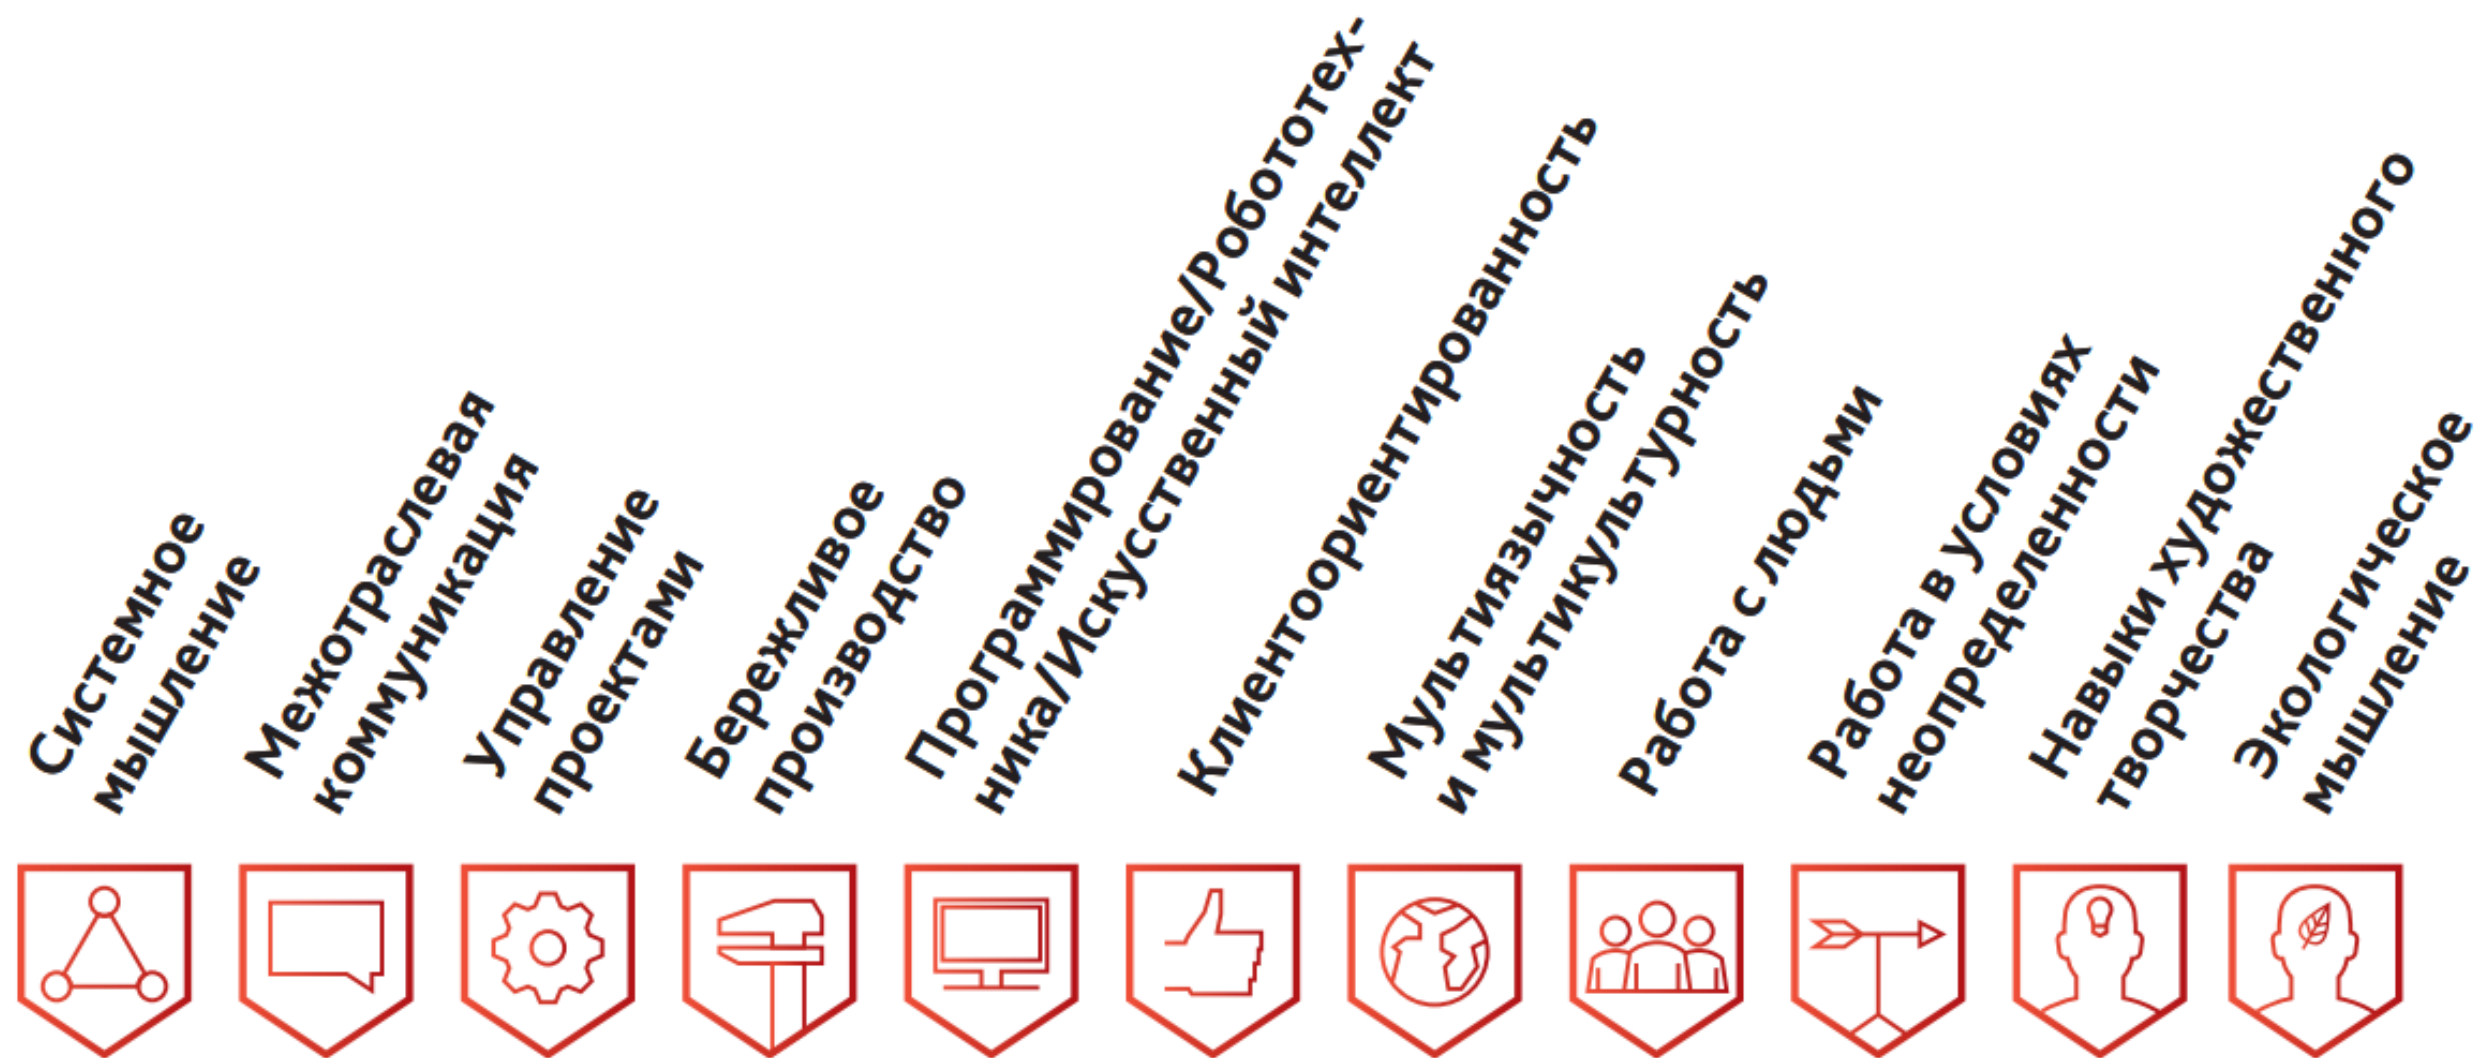 Системное
мышление
Межотраслевая
коммуникация
Управление
проектами
Бережливое
производство
Программирование/Робототех-
ника/Искусственный интеллект
Клиентоориентированность
Мультиязычность
и мультикультурность
Работа с людьми
Работа в условиях
неопределенности
Навыки художественного
творчества
Экологическое
мышление